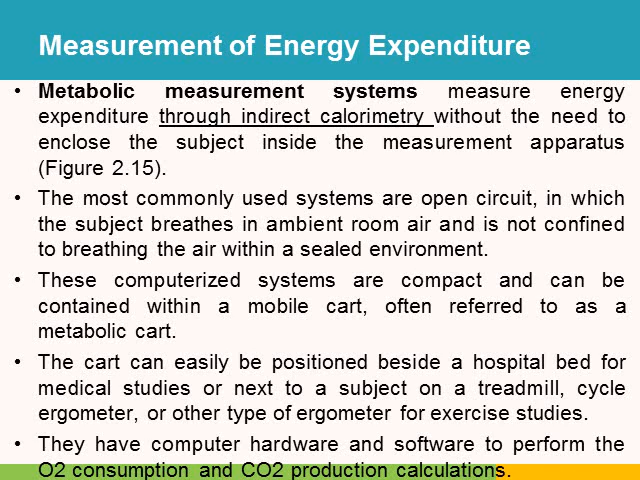 Measurement of Energy Expenditure
• Metabolic measurement systems measure energy
expenditure through indirect calorimetry without the need to
enclose the subject inside the measurement apparatus
(Figure 2.15).
• The most commonly used systems are open circuit, in which
the subject breathes in ambient room air and is not confined
to breathing the air within a sealed environment.
• These computerized systems are compact and can be
contained within a mobile cart, often referred to as a
metabolic cart.
• The cart can easily be positioned beside a hospital bed for
medical studies or next to a subject on a treadmill, cycle
ergometer, or other type of ergometer for exercise studies.
• They have computer hardware and software to perform the
O2 consumption and CO2 production calculations.